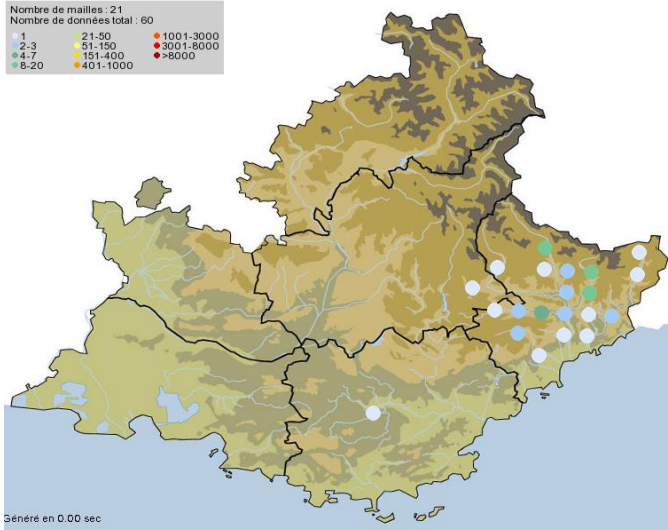 Nombre de mailles : 21
Nombre de données total : 60
1 21-50 1001-3000
2-3 51-150 3001-8000
4-7 151-400 >8000
8-20 401-1000
Généré en 0.00 sec